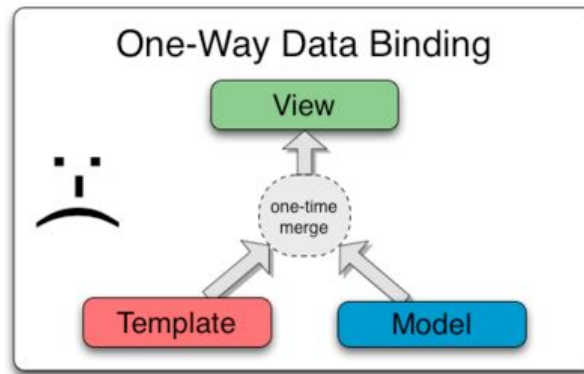 One-Way Data Binding
View
one-time
merge
Template
Model